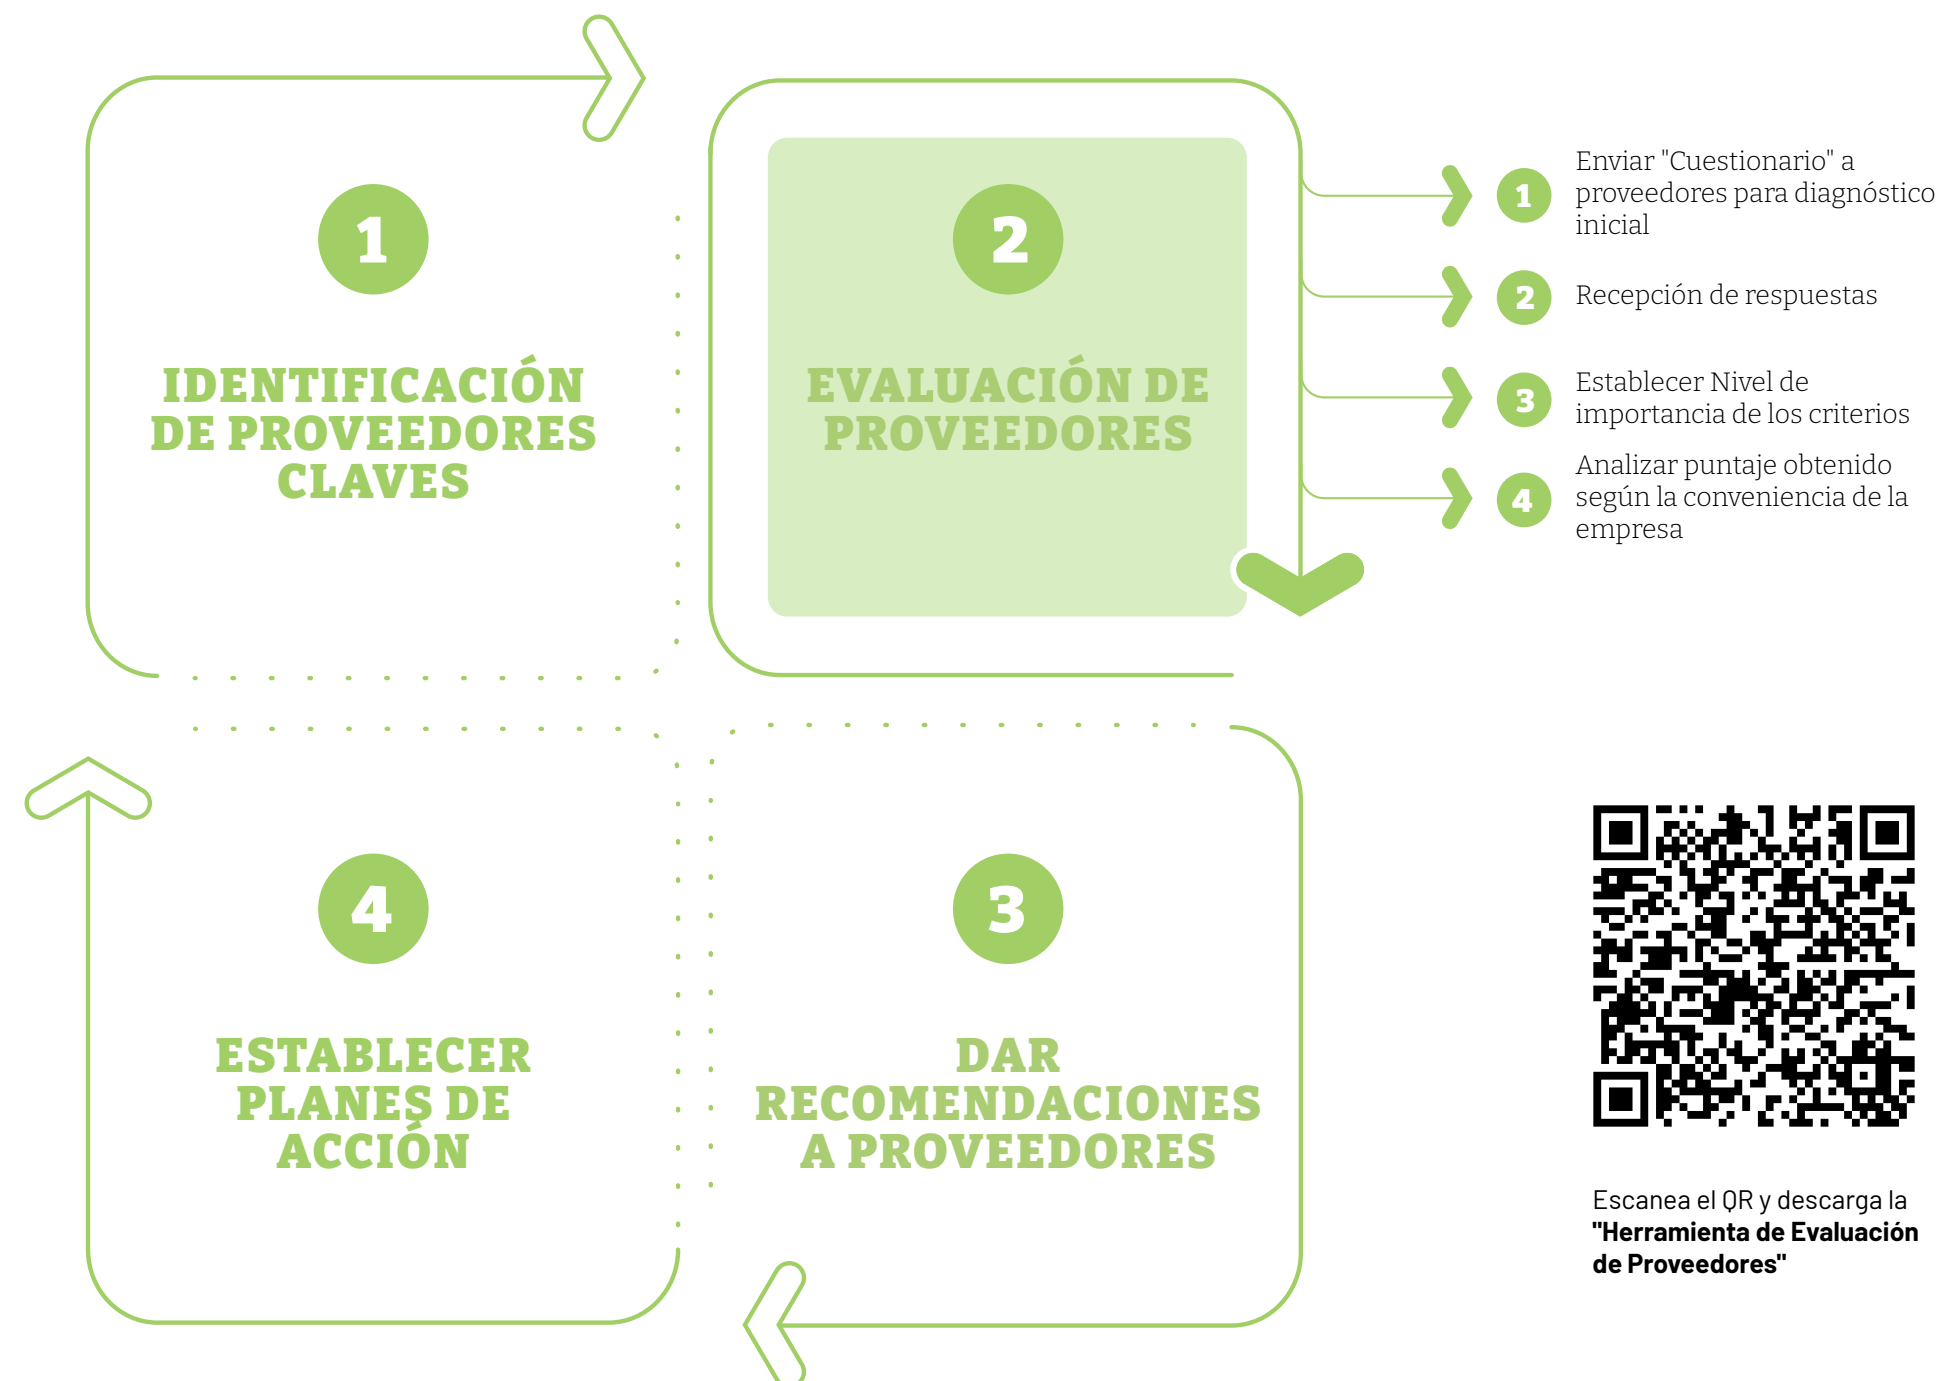 1
IDENTIFICACIÓN
DE PROVEEDORES
CLAVES
2
EVALUACIÓN DE
PROVEEDORES
1
Enviar "Cuestionario" a
proveedores para diagnóstico
inicial
2
Recepción de respuestas
3
Establecer Nivel de
importancia de los criterios
4
Analizar puntaje obtenido
según la conveniencia de la
empresa
4
ESTABLECER
PLANES DE
ACCIÓN
3
DAR
RECOMENDACIONES
A PROVEEDORES
Escanea el QR y descarga la
"Herramienta de Evaluación
de Proveedores"